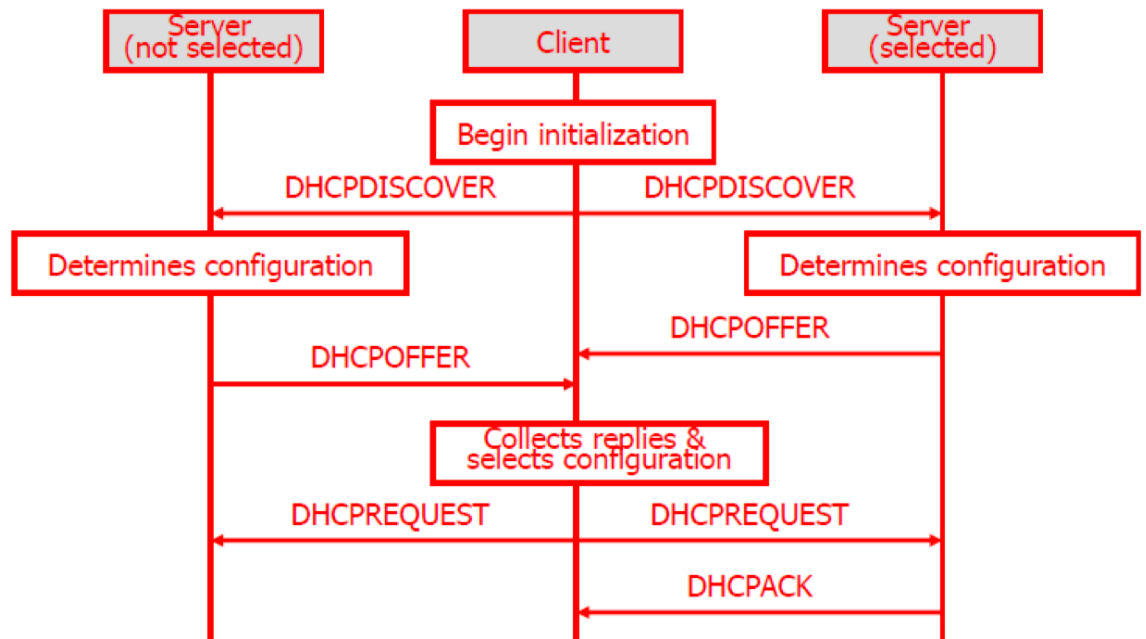 Server
(not selected)
Client
Server
(selected)
Begin initialization
DHCPDISCOVER
DHCPDISCOVER
Determines configuration
Determines configuration
DHCPOFFER
DHCPOFFER
Collects replies &
selects configuration
DHCPREQUEST
DHCPREQUEST
DHCPACK